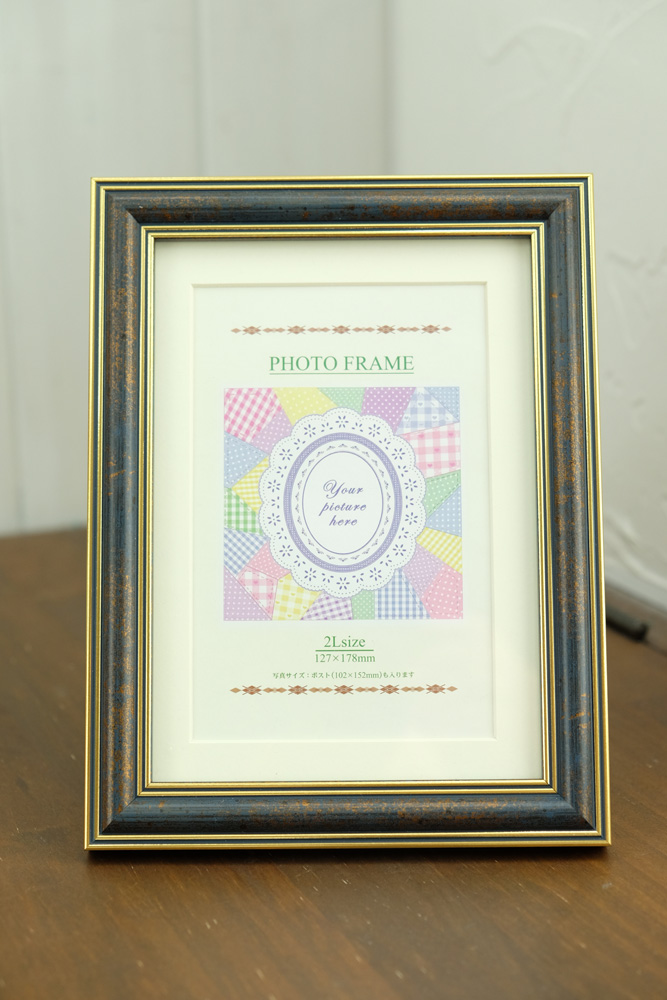 PHOTO FRAME
Your
picture
here
2Lsize
127×178mm
写真サイズ：ポスト(102×152mm)も入ります